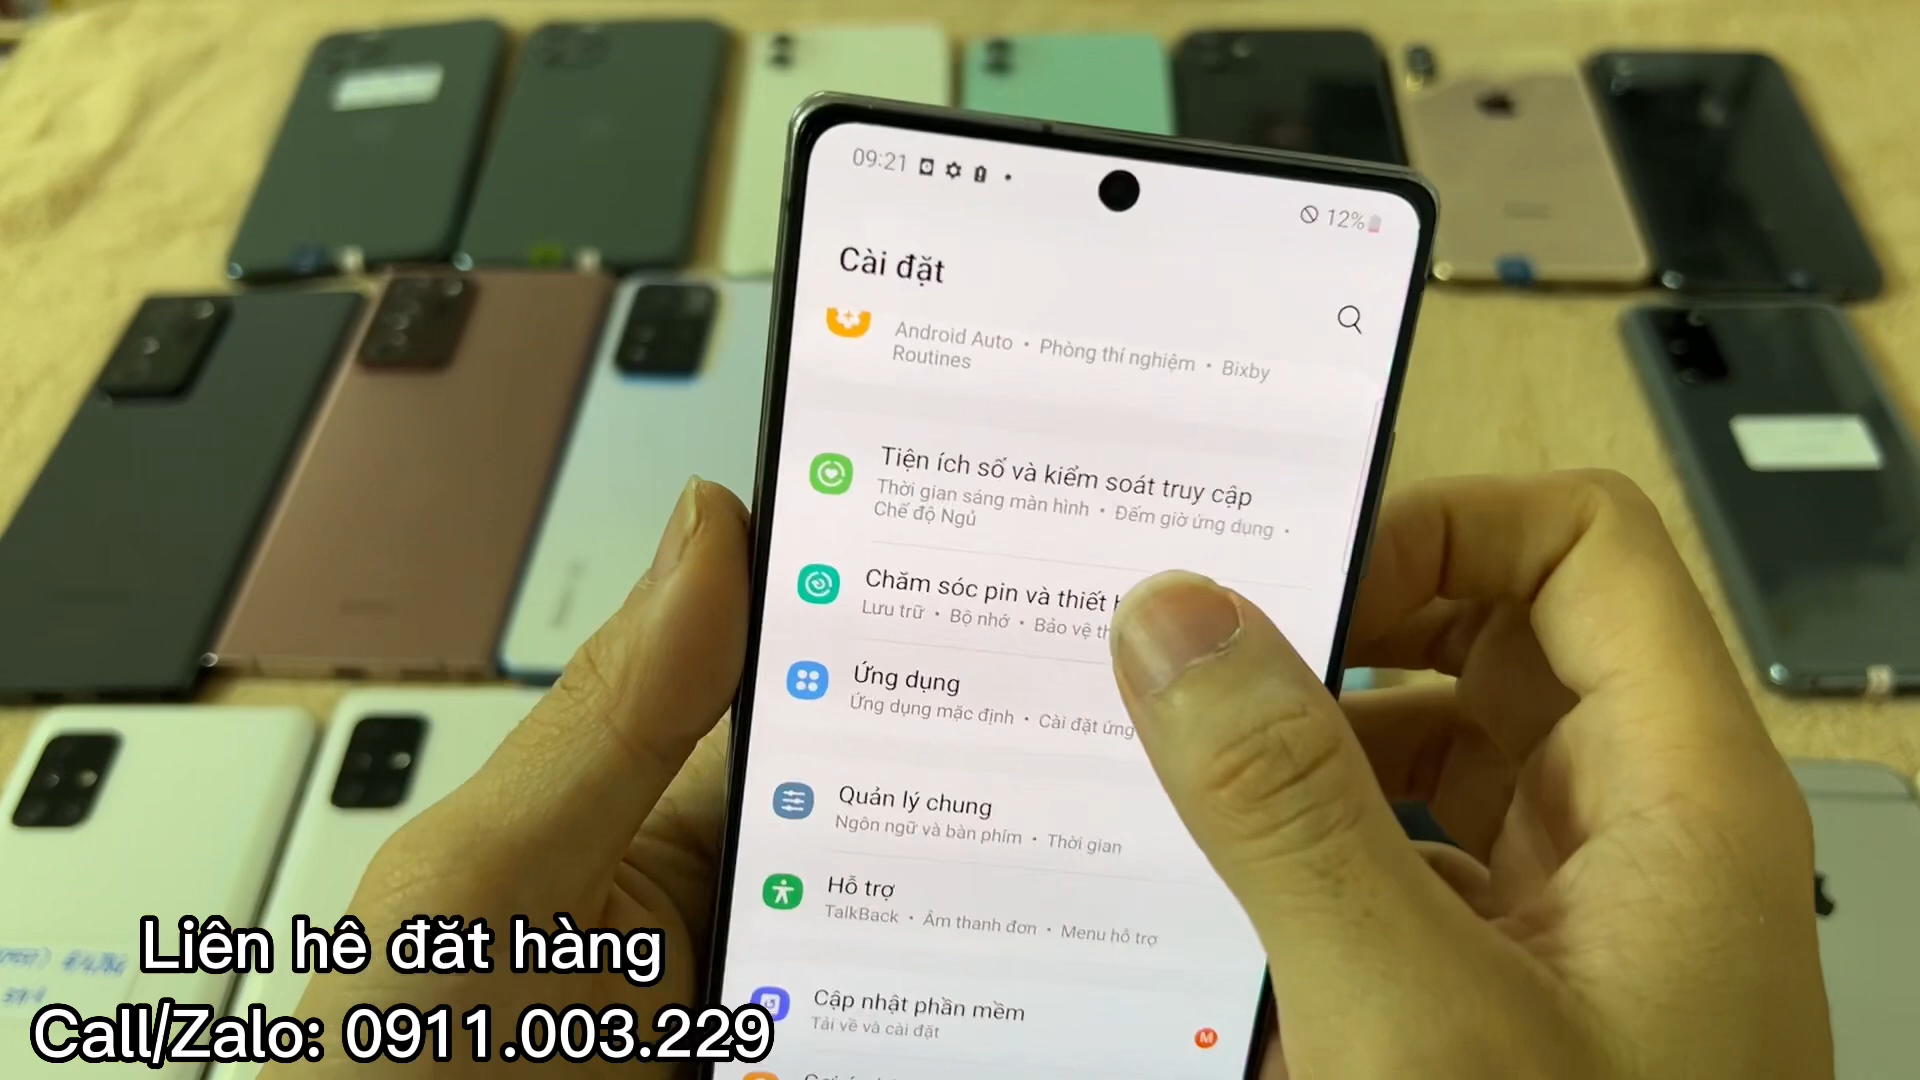 09:21
12%
Cài đặt
Android Auto • Phòng thí nghiệm • Bixby
Routines
Tiện ích số và kiểm soát truy cập
Thời gian sáng màn hình • Đếm giờ ứng dụng •
Chế độ Ngủ
Chăm sóc pin và thiết
Lưu trữ • Bộ nhớ • Bảo vệ th
Ứng dụng
Ứng dụng mặc định • Cài đặt ứng
Quản lý chung
Ngôn ngữ và bàn phím • Thời gian
Hỗ trợ
TalkBack • Âm thanh đơn • Menu hỗ trợ
Cập nhật phần mềm
Tải về và cài đặt
M
Liên hê đăt hàng
Call/Zalo: 0911.003.229